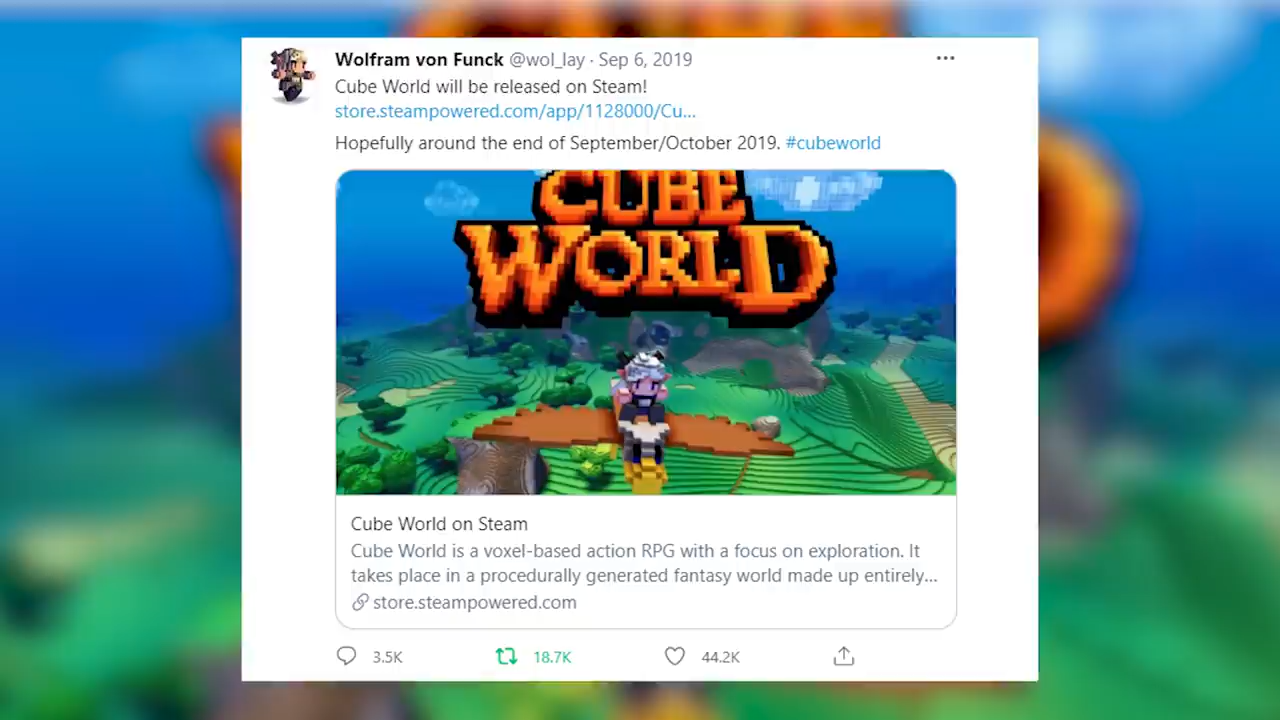 Wolfram von Funck @wol_lay · Sep 6, 2019 ···
Cube World will be released on Steam!
store.steampowered.com/app/1128000/Cu...
Hopefully around the end of September/October 2019. #cubeworld
CUBE
WORLD
Cube World on Steam
Cube World is a voxel-based action RPG with a focus on exploration. It
takes place in a procedurally generated fantasy world made up entirely...
store.steampowered.com
3.5K 18.7K 44.2K